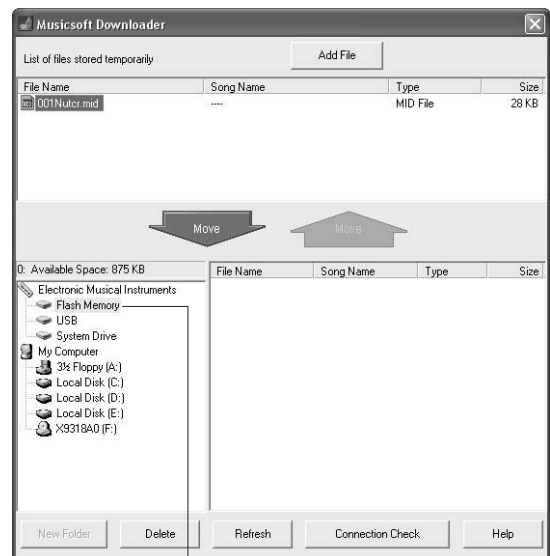 Musicsoft Downloader
List of files stored temporarily
Add File
File Name Song Name Type Size
001Nutcr.mid ---- MID File 28 KB
Move Move
0: Available Space: 875 KB
Electronic Musical Instruments
Flash Memory
USB
System Drive
My Computer
3½ Floppy (A:)
Local Disk (C:)
Local Disk (D:)
Local Disk (E:)
X9318A0 (F:)
File Name Song Name Type Size
New Folder Delete Refresh Connection Check Help